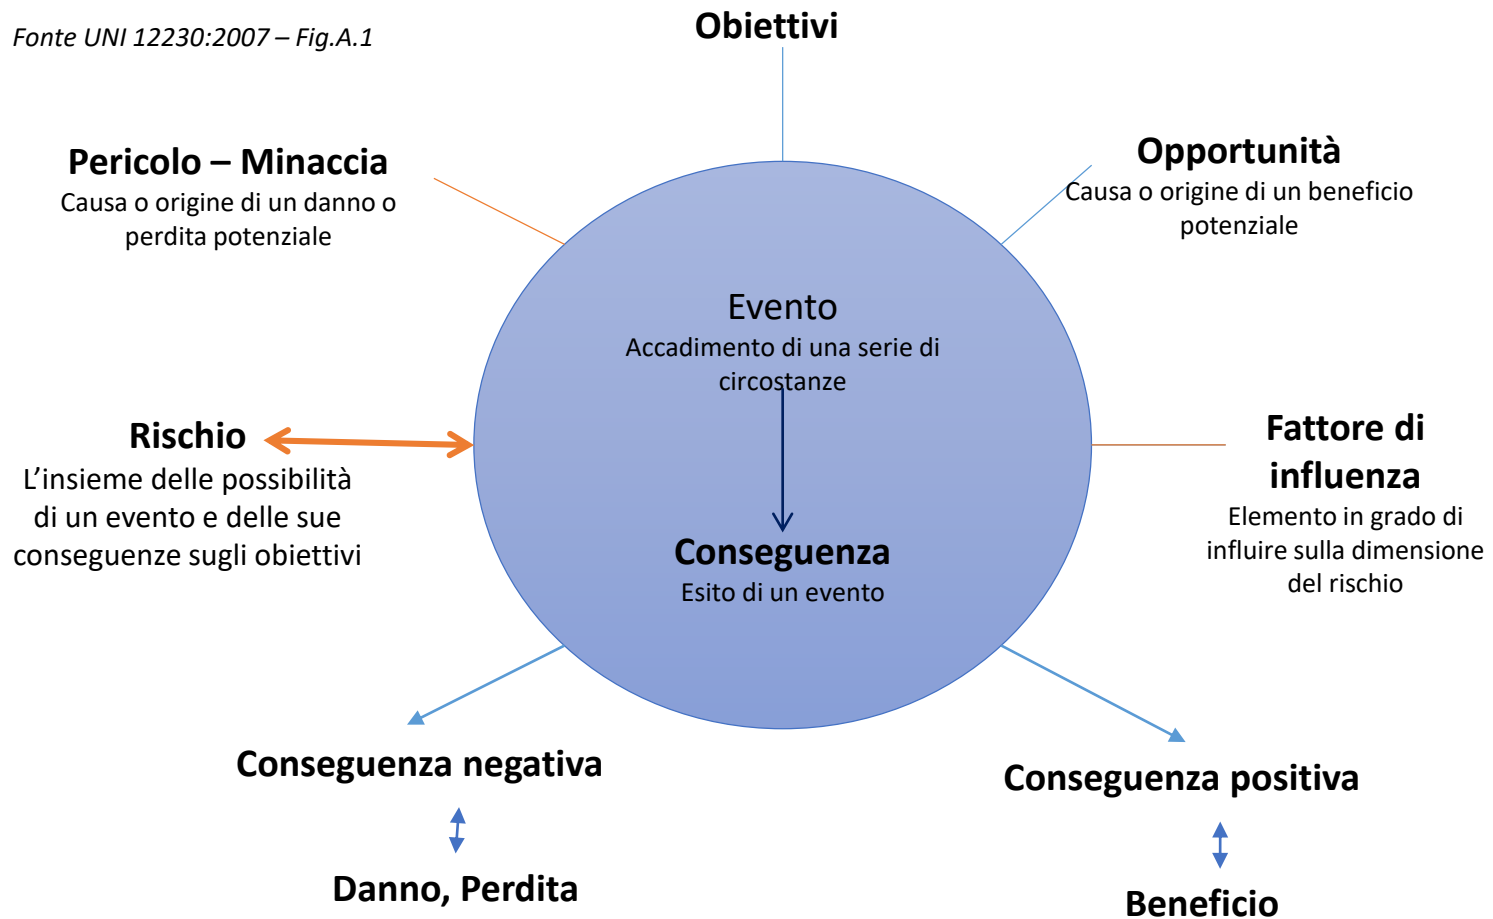 Obiettivi
Fonte UNI 12230:2007 – Fig.A.1
Pericolo – Minaccia
Causa o origine di un danno o
perdita potenziale
Opportunità
Causa o origine di un beneficio
potenziale
Evento
Accadimento di una serie di
circostanze
Rischio
L’insieme delle possibilità
di un evento e delle sue
conseguenze sugli obiettivi
Fattore di
influenza
Elemento in grado di
influire sulla dimensione
del rischio
Conseguenza
Esito di un evento
Conseguenza negativa
Conseguenza positiva
Danno, Perdita
Beneficio